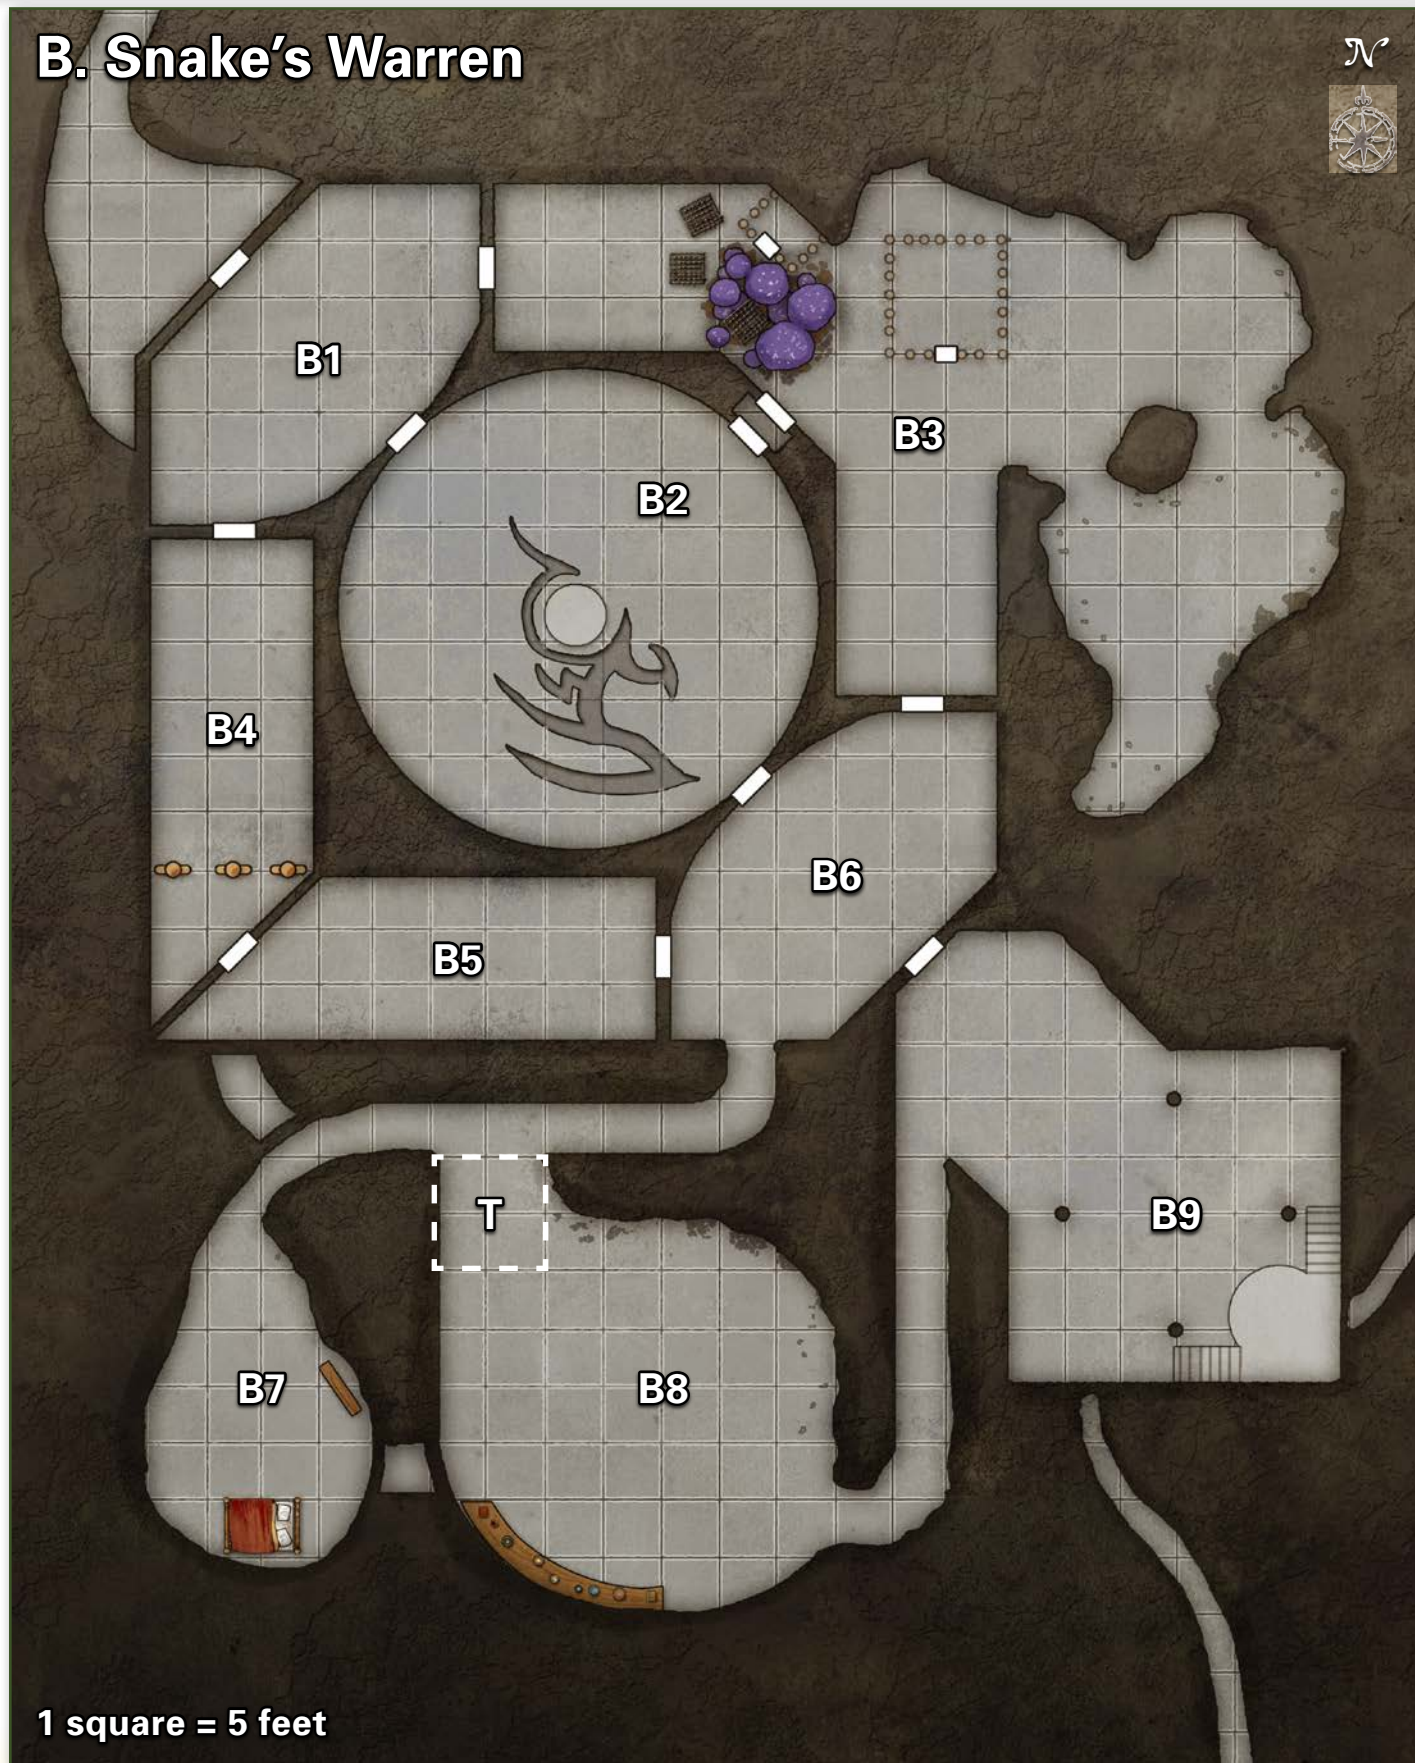 B. Snake's Warren
N
B1
B3
B2
B4
B6
B5
T
B9
B7
B8
1 square = 5 feet